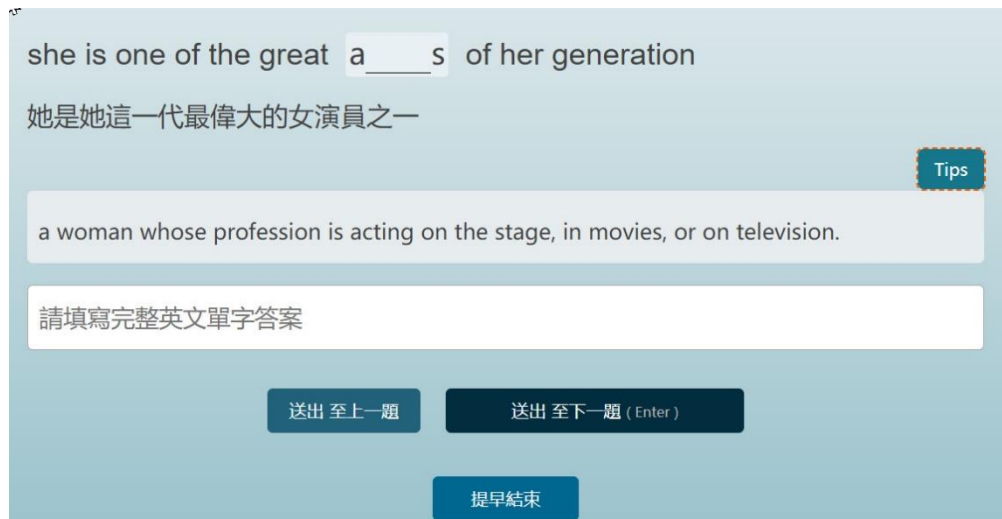 she is one of the great a____s of her generation
她是她這一代最偉大的女演員之一
Tips
a woman whose profession is acting on the stage, in movies, or on television.
請填寫完整英文單字答案
送出 至上一題
送出 至下一題 ( Enter )
提早結束